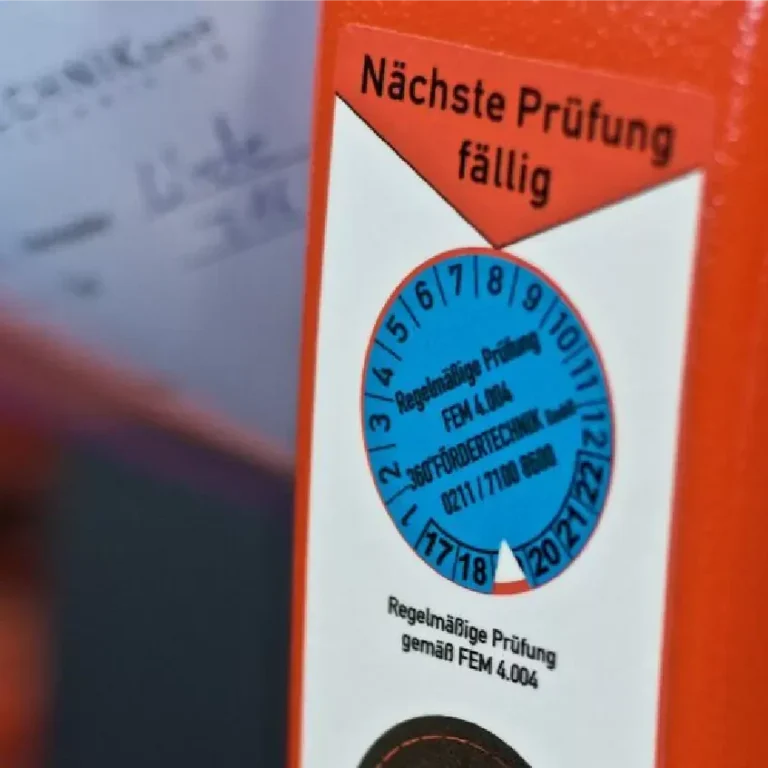 Nächste Prüfung
fällig
1 2 3 4 5 6 7 8 9 10 11 12
Regelmäßige Prüfung
FEM 4.004
360°FÖRDERTECHNIK GmbH
0211 / 7100 0600
17 18 20 21 22
Regelmäßige Prüfung
gemäß FEM 4.004